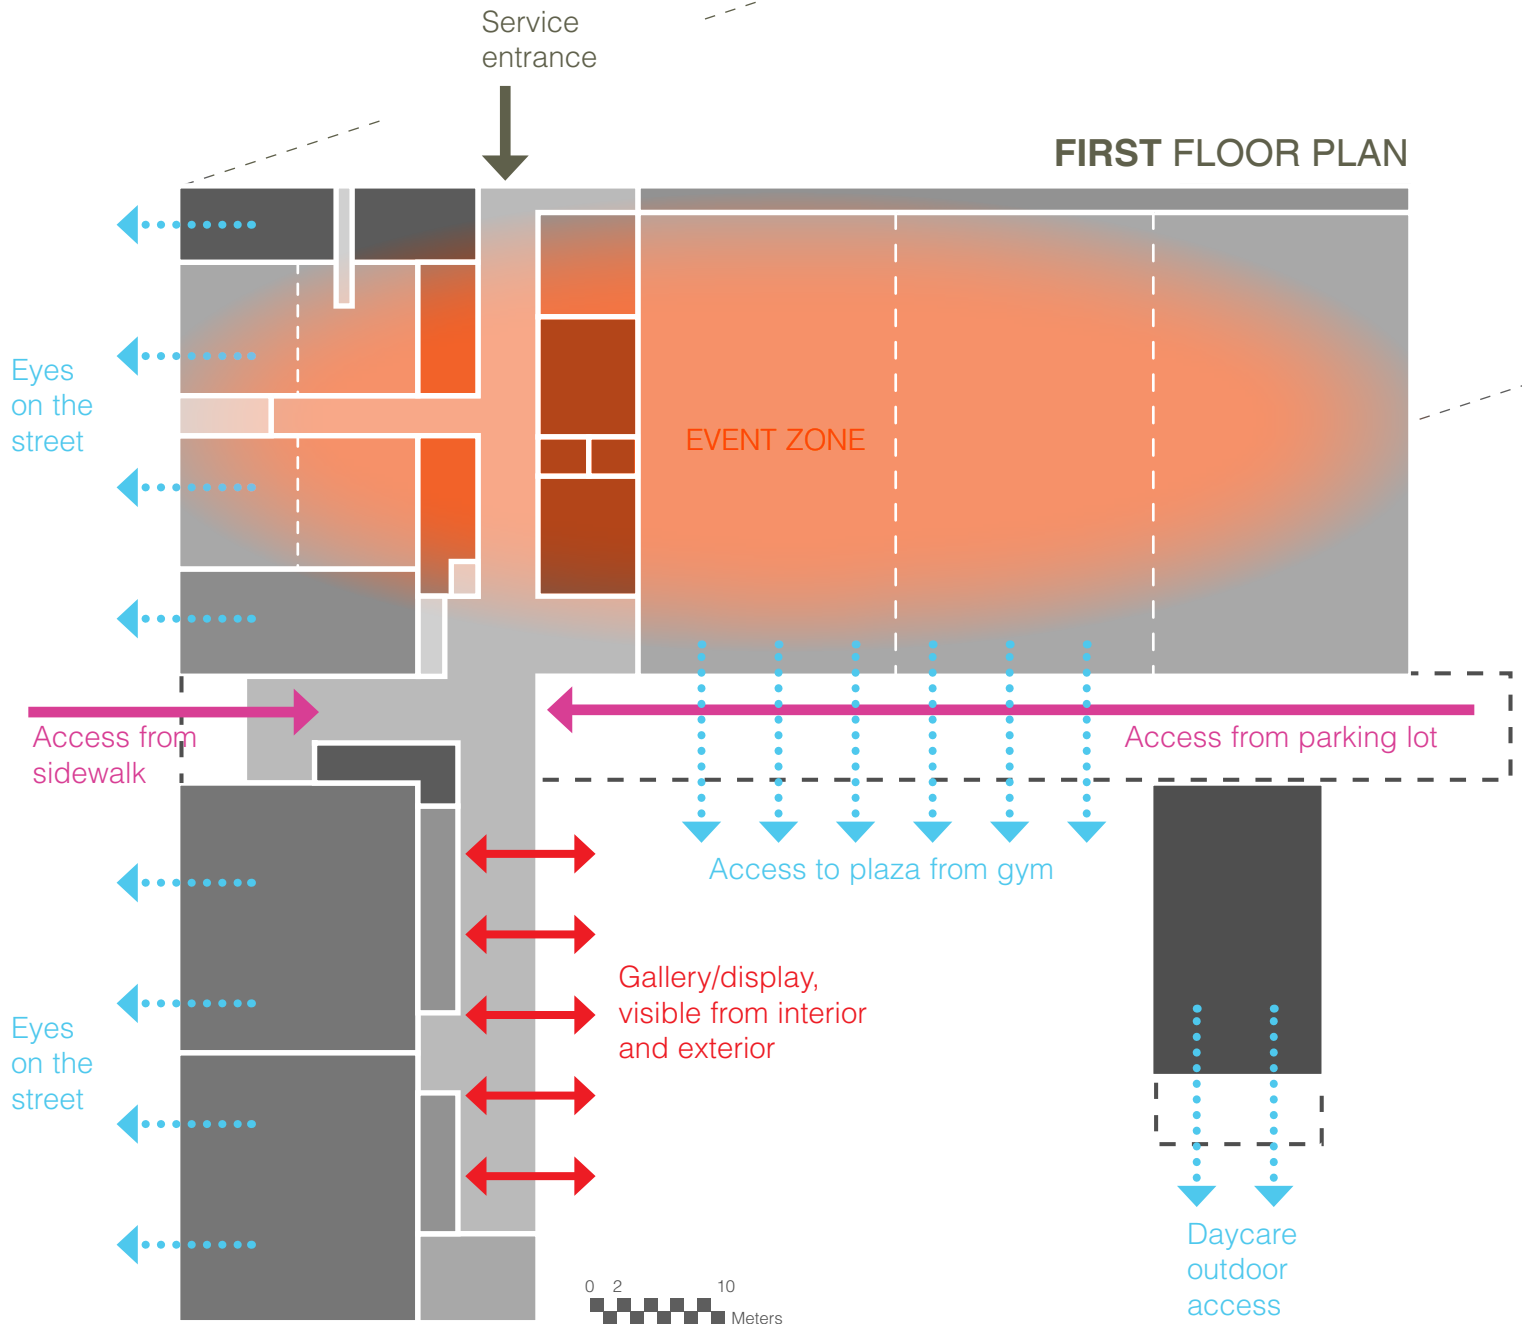 Service
entrance
FIRST FLOOR PLAN
Eyes
on the
street
EVENT ZONE
Access from
sidewalk
Access from parking lot
Access to plaza from gym
Gallery/display,
visible from interior
and exterior
Eyes
on the
street
Daycare
outdoor
access
0 2 10
Meters